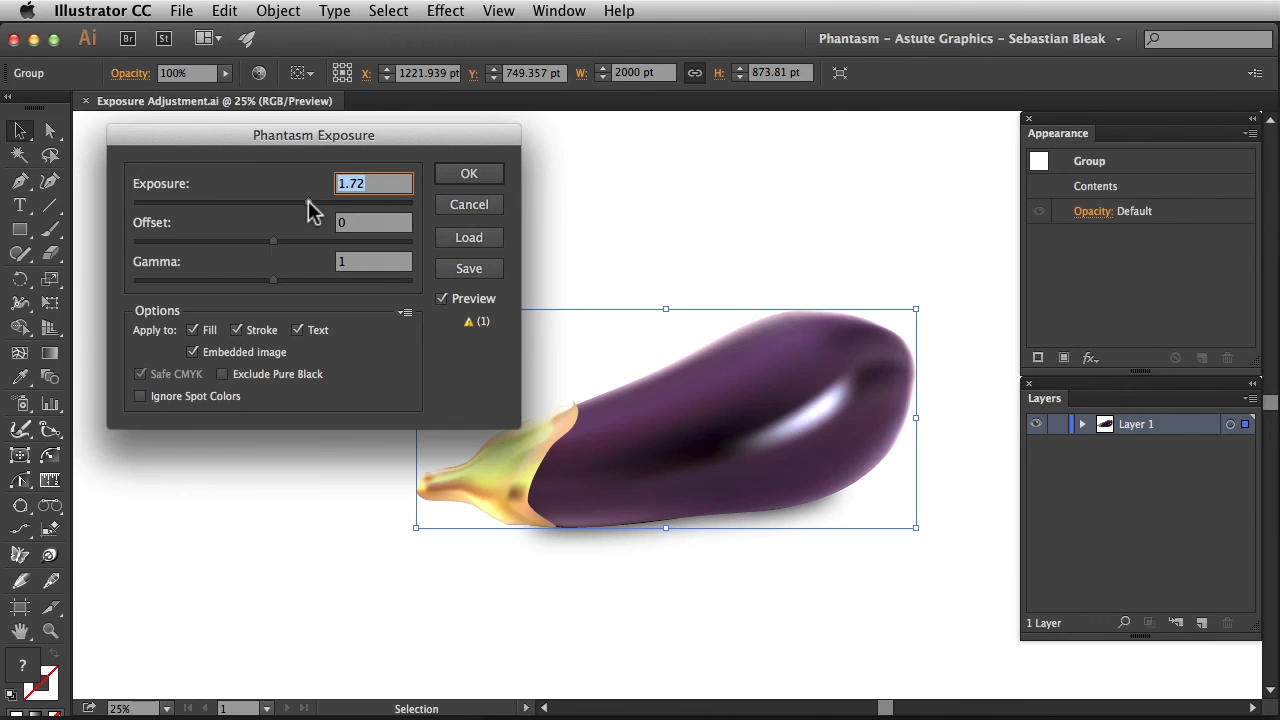 Illustrator CC File Edit Object Type Select Effect View Window Help
Ai Br St Phantasm – Astute Graphics – Sebastian Bleak
Group Opacity: 100% X: 1221.939 pt Y: 749.357 pt W: 2000 pt H: 873.81 pt
× Exposure Adjustment.ai @ 25% (RGB/Preview)
Phantasm Exposure
Exposure: 1.72
Offset: 0
Gamma: 1
OK
Cancel
Load
Save
Preview
(1)
Options
Apply to: Fill Stroke Text
Embedded image
Safe CMYK Exclude Pure Black
Ignore Spot Colors
Appearance
Group
Contents
Opacity: Default
fx
Layers
Layer 1
1 Layer
?
25% 1 Selection